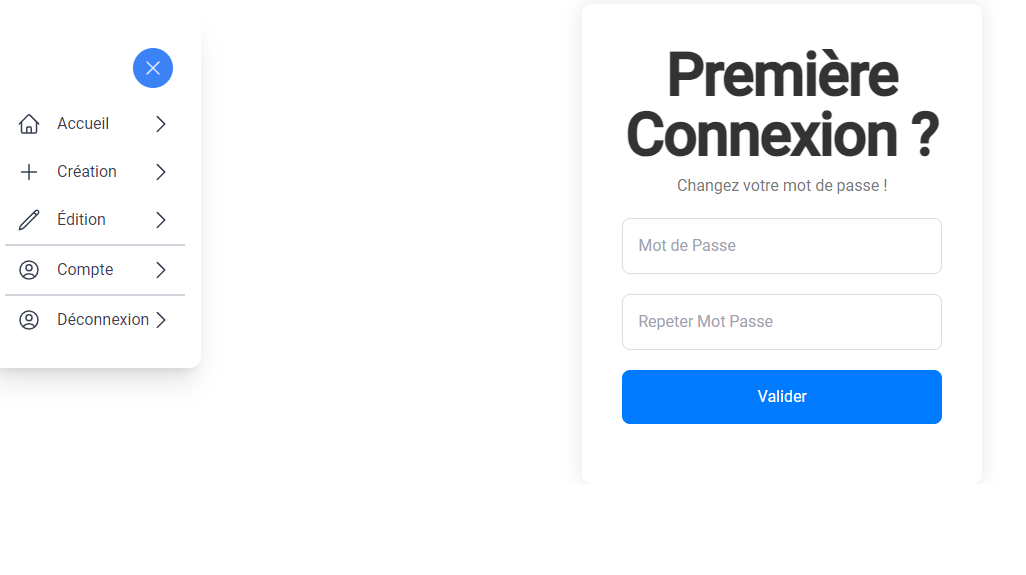 Accueil
Création
Édition
Compte
Déconnexion
Première
Connexion ?
Changez votre mot de passe !
Mot de Passe
Repeter Mot Passe
Valider